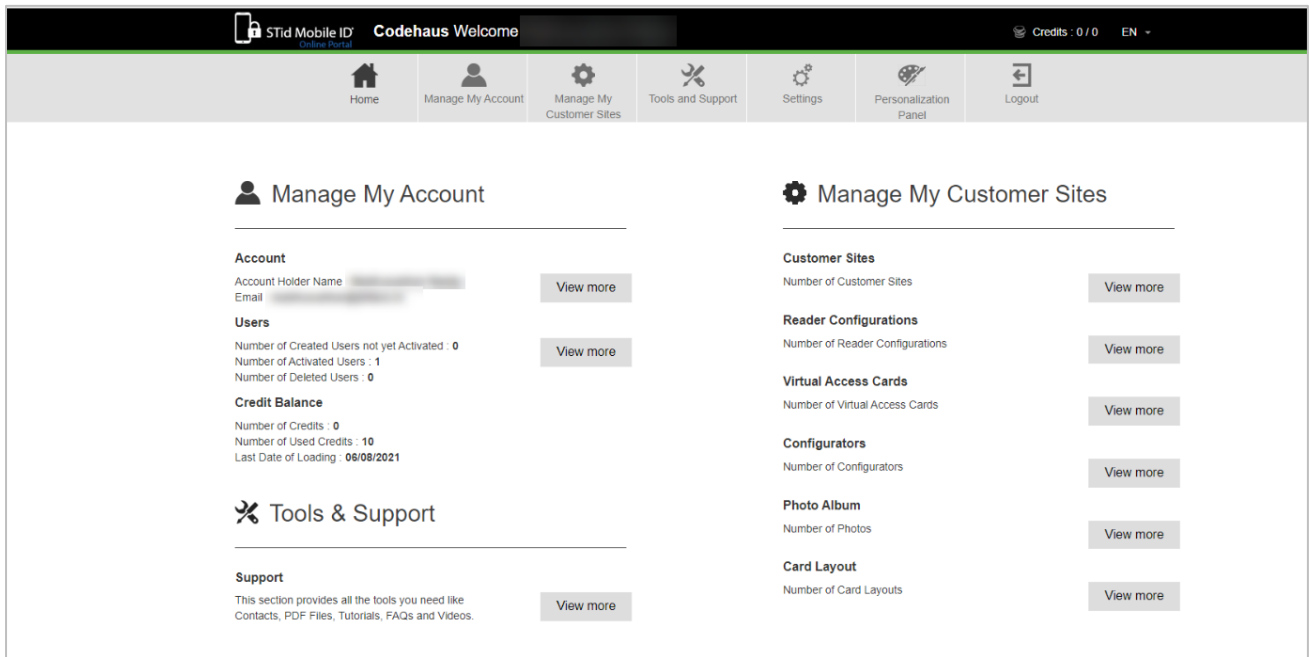 STid Mobile ID
Online Portal
Codehaus Welcome
Credits : 0 / 0
EN
Home
Manage My Account
Manage My
Customer Sites
Tools and Support
Settings
Personalization
Panel
Logout
Manage My Account
Account
Account Holder Name
Email
View more
Users
Number of Created Users not yet Activated : 0
Number of Activated Users : 1
Number of Deleted Users : 0
View more
Credit Balance
Number of Credits : 0
Number of Used Credits : 10
Last Date of Loading : 06/08/2021
Tools & Support
Support
This section provides all the tools you need like
Contacts, PDF Files, Tutorials, FAQs and Videos.
View more
Manage My Customer Sites
Customer Sites
Number of Customer Sites
View more
Reader Configurations
Number of Reader Configurations
View more
Virtual Access Cards
Number of Virtual Access Cards
View more
Configurators
Number of Configurators
View more
Photo Album
Number of Photos
View more
Card Layout
Number of Card Layouts
View more